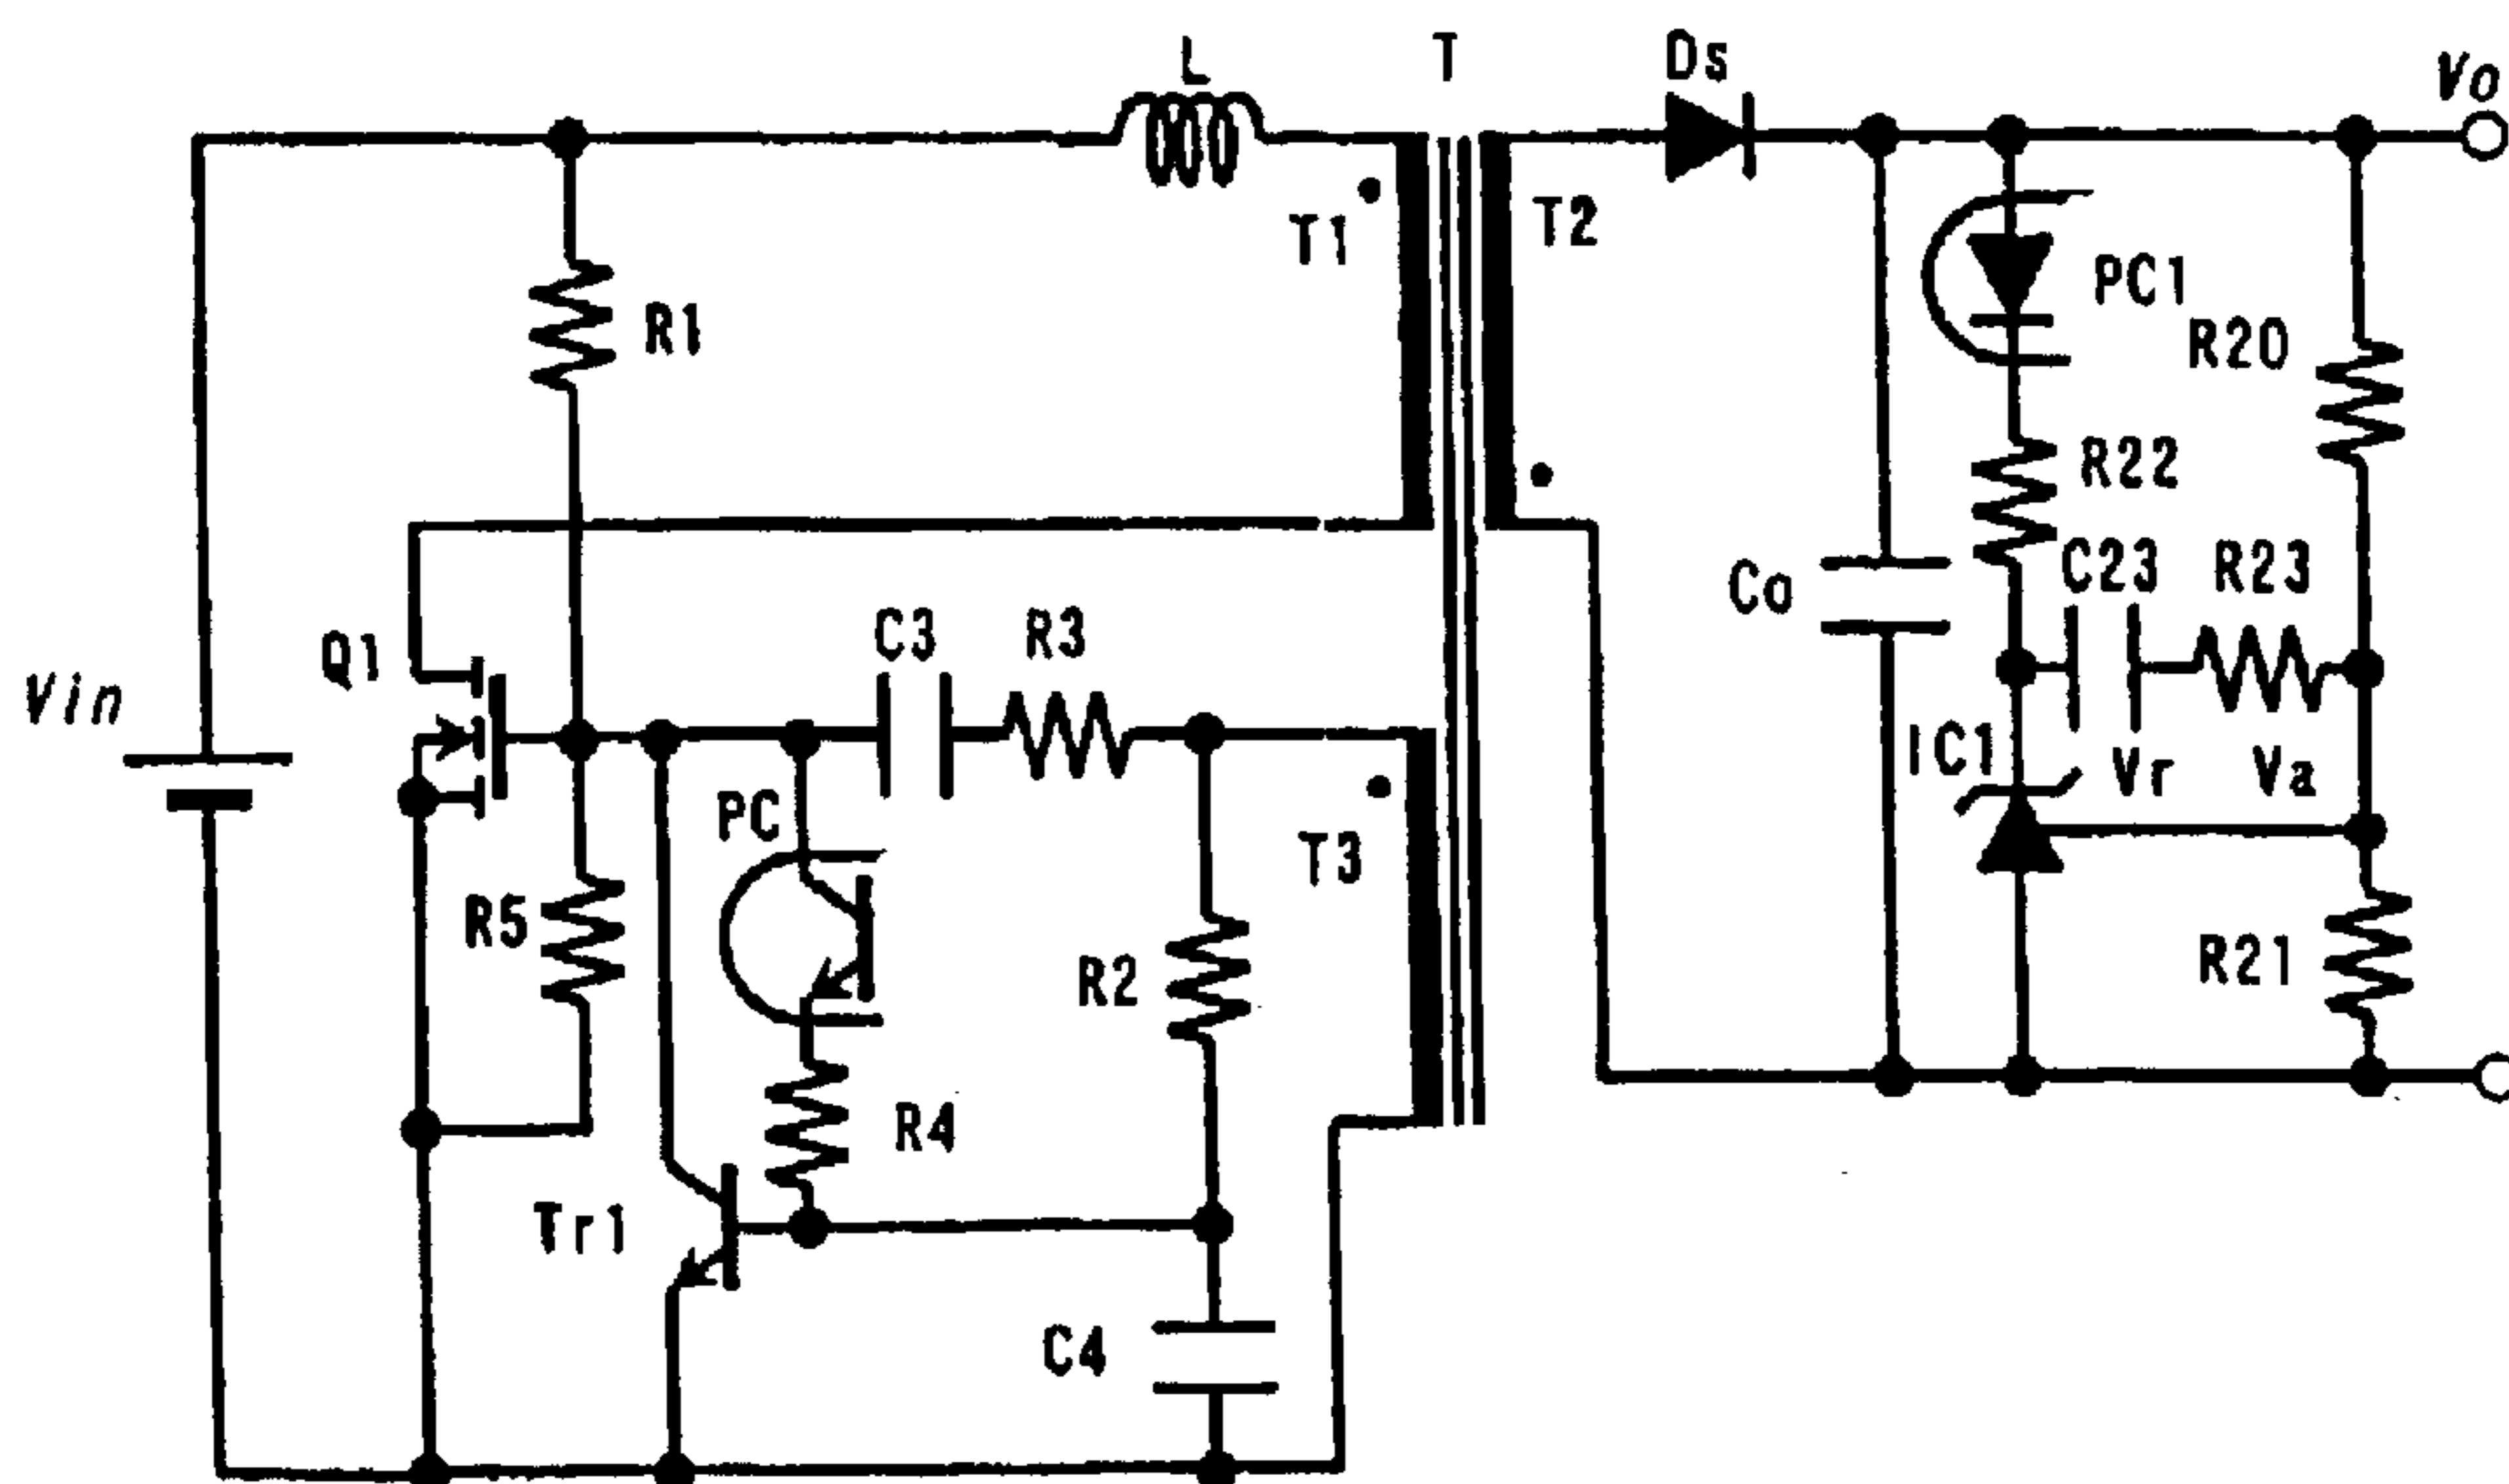 L
T
Ds
Vo
T1
T2
R1
PC1
R20
R22
C23
R23
Co
C3
R3
Q1
Vin
IC1
Vr
Va
PC
T3
R5
R2
R21
R4
Tr1
C4